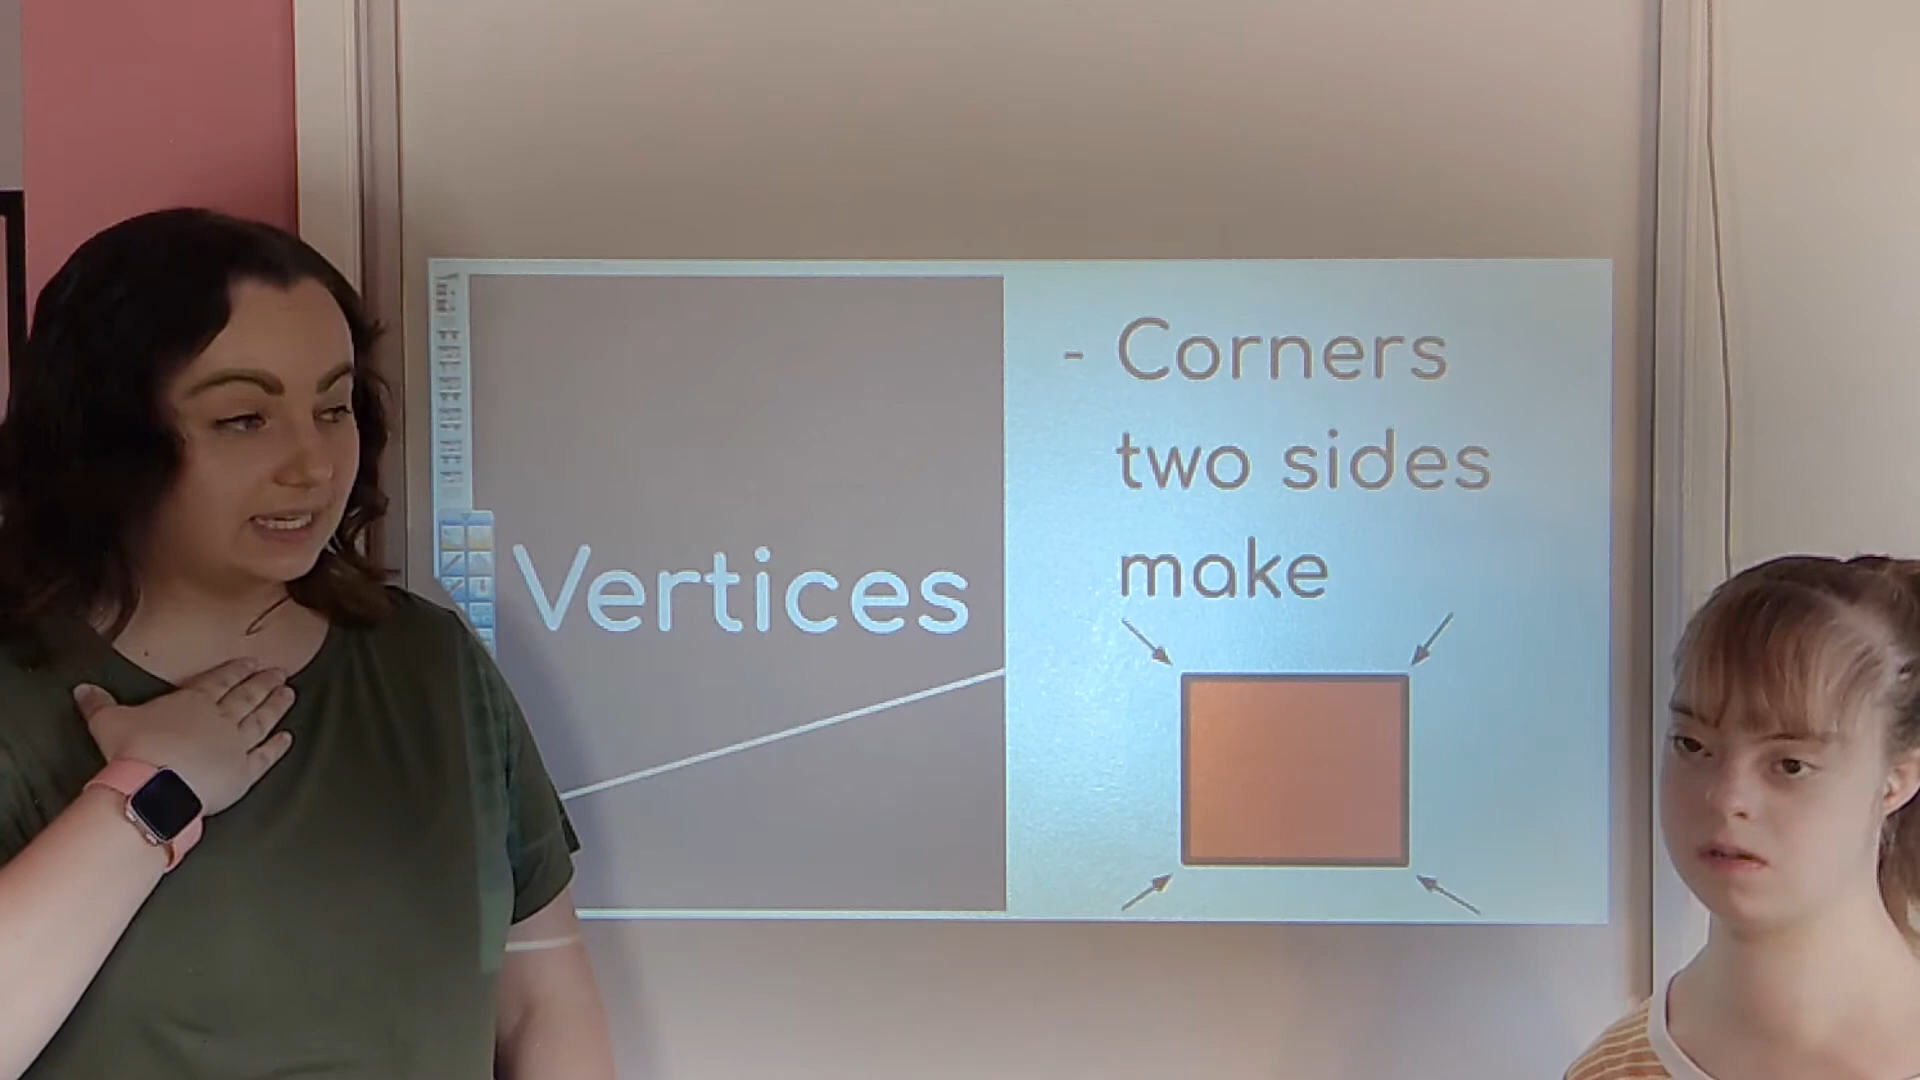 Vertices
- Corners
two sides
make